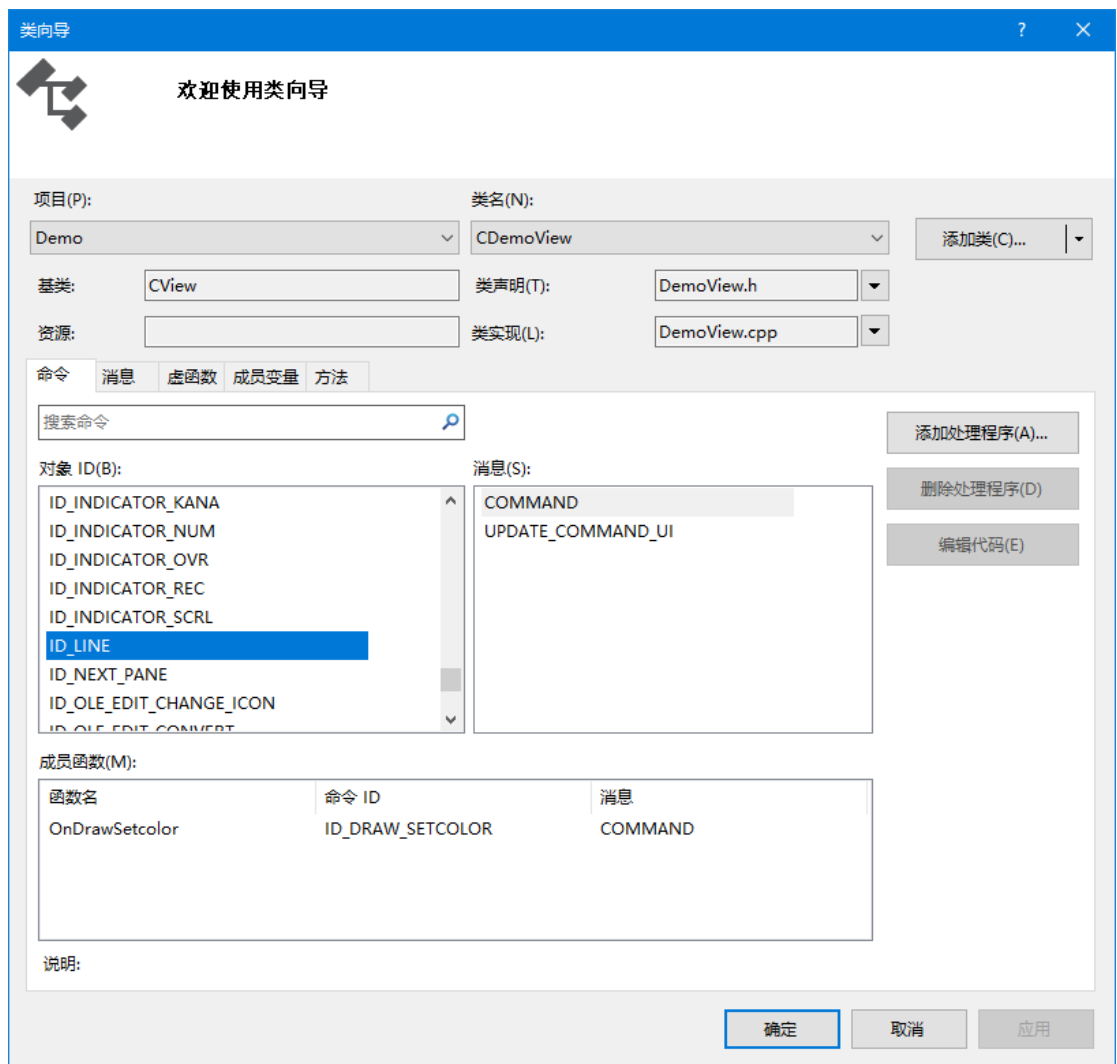 类向导
?
欢迎使用类向导
项目(P):
类名(N):
Demo
CDemoView
添加类(C)...
基类:
CView
类声明(T):
DemoView.h
资源:
类实现(L):
DemoView.cpp
命令 消息 虚函数 成员变量 方法
搜索命令
添加处理程序(A)...
对象 ID(B):
消息(S):
删除处理程序(D)
编辑代码(E)
ID_INDICATOR_KANA
ID_INDICATOR_NUM
ID_INDICATOR_OVR
ID_INDICATOR_REC
ID_INDICATOR_SCRL
ID_LINE
ID_NEXT_PANE
ID_OLE_EDIT_CHANGE_ICON
ID_OLE_EDIT_CONVERT
COMMAND
UPDATE_COMMAND_UI
成员函数(M):
函数名 命令 ID 消息
OnDrawSetcolor ID_DRAW_SETCOLOR COMMAND
说明:
确定
取消
应用